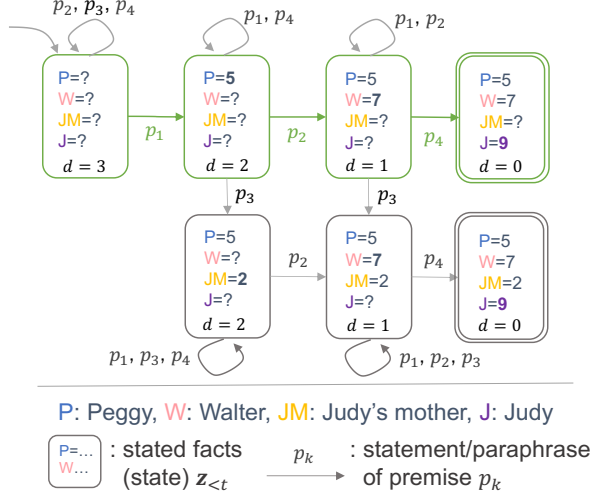 p₂, p₃, p₄
p₁, p₄
p₁, p₂
P=?
W=?
JM=?
J=?
d = 3
p₁
P=5
W=?
JM=?
J=?
d = 2
p₂
P=5
W=7
JM=?
J=?
d = 1
p₄
P=5
W=7
JM=?
J=9
d = 0
p₃
p₃
P=5
W=?
JM=2
J=?
d = 2
p₂
P=5
W=7
JM=2
J=?
d = 1
p₄
P=5
W=7
JM=2
J=9
d = 0
p₁, p₃, p₄
p₁, p₂, p₃
P: Peggy, W: Walter, JM: Judy's mother, J: Judy
P=...
W...
: stated facts
(state) z<t
pₖ
: statement/paraphrase
of premise pₖ